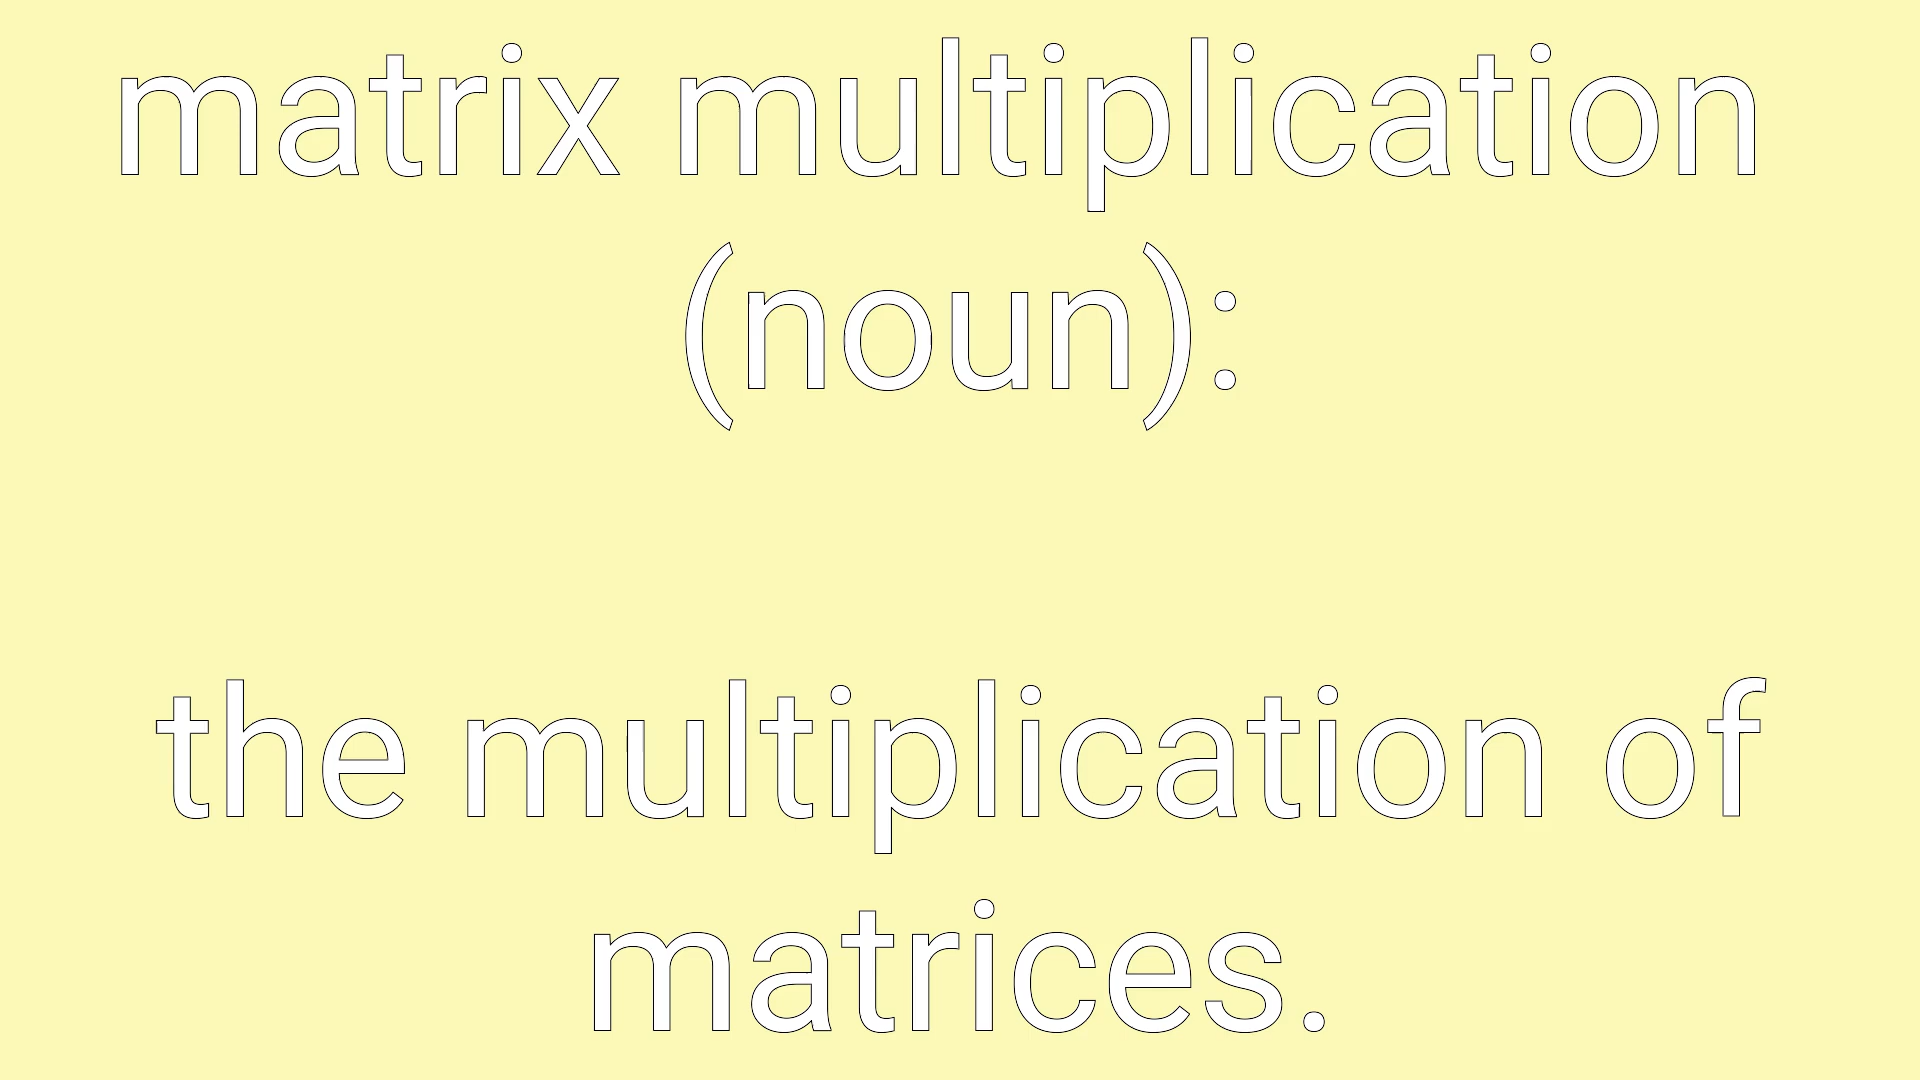 matrix multiplication
(noun):
the multiplication of
matrices.